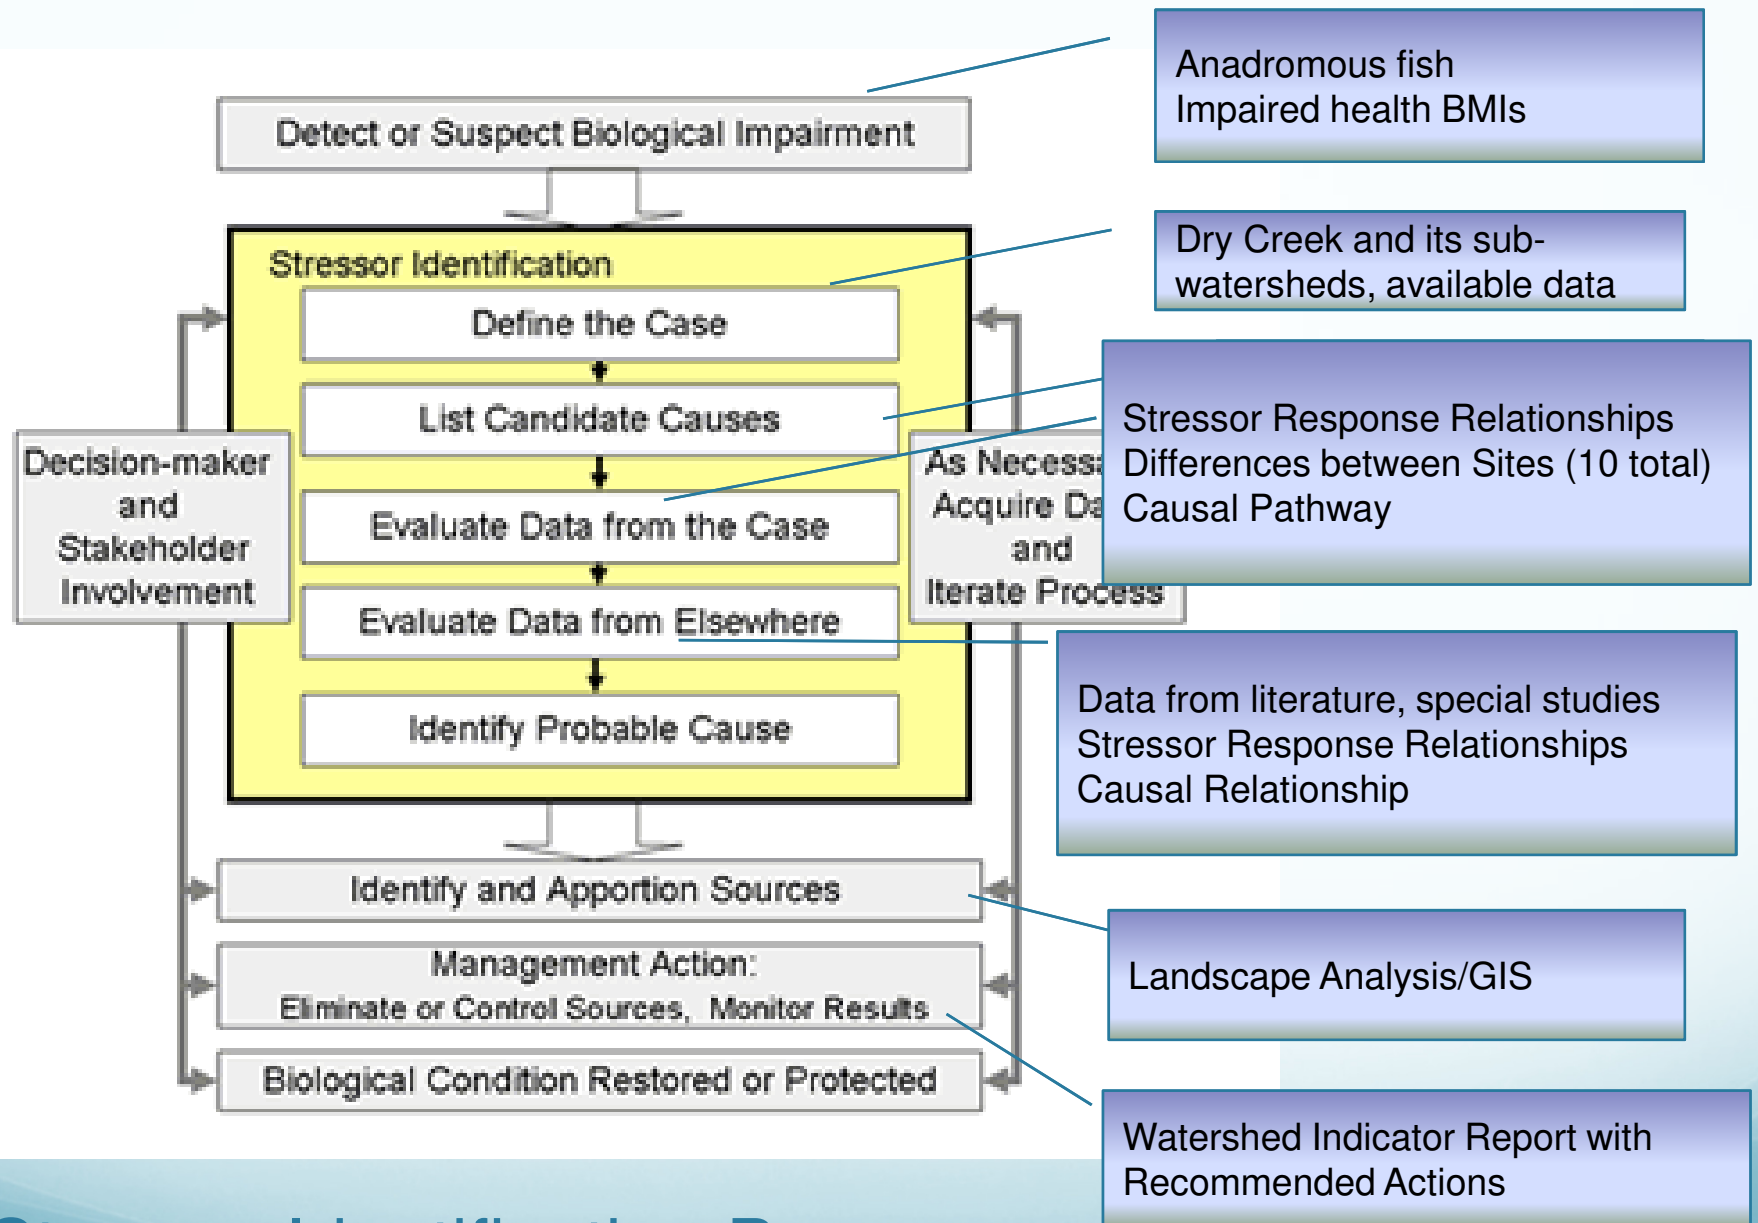 Anadromous fish
Impaired health BMIs
Detect or Suspect Biological Impairment
Dry Creek and its sub-
watersheds, available data
Stressor Identification
Define the Case
List Candidate Causes
Evaluate Data from the Case
Evaluate Data from Elsewhere
Identify Probable Cause
Decision-maker
and
Stakeholder
Involvement
As
Acquire
and
Iterate Process
Stressor Response Relationships
Differences between Sites (10 total)
Causal Pathway
Data from literature, special studies
Stressor Response Relationships
Causal Relationship
Identify and Apportion Sources
Landscape Analysis/GIS
Management Action:
Eliminate or Control Sources, Monitor Results
Biological Condition Restored or Protected
Watershed Indicator Report with
Recommended Actions